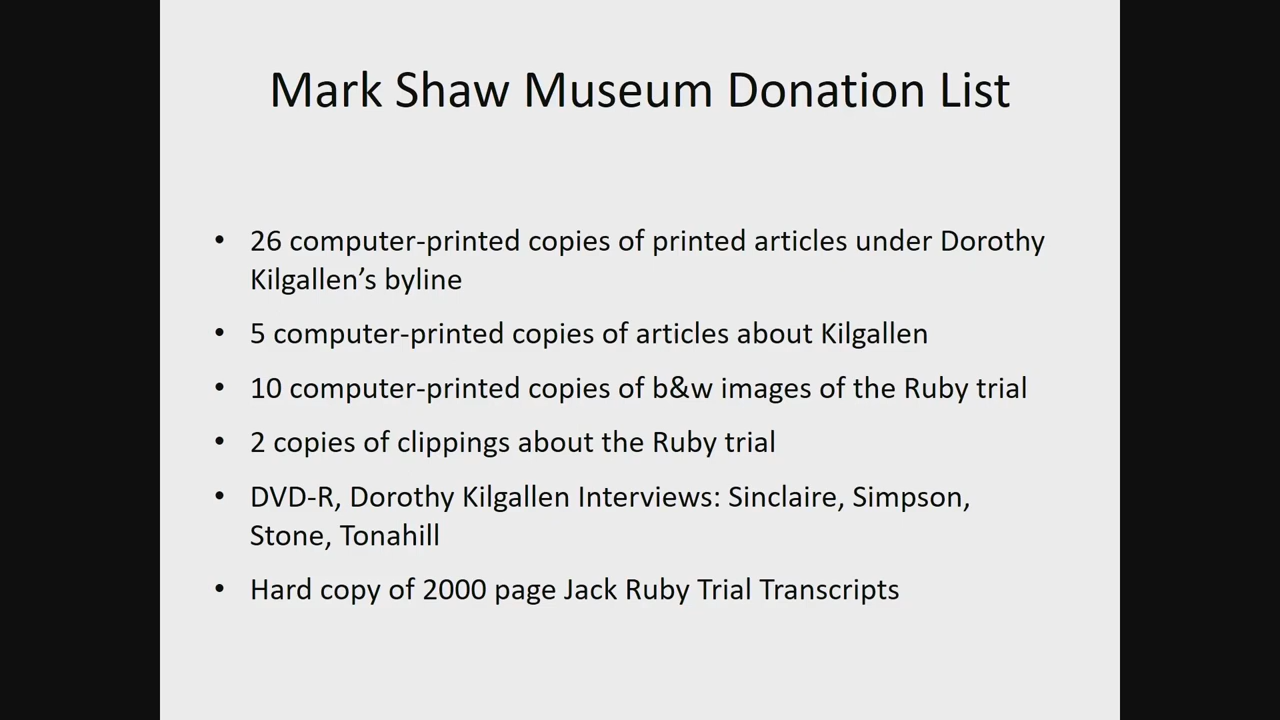 Mark Shaw Museum Donation List
• 26 computer-printed copies of printed articles under Dorothy
Kilgallen’s byline
• 5 computer-printed copies of articles about Kilgallen
• 10 computer-printed copies of b&w images of the Ruby trial
• 2 copies of clippings about the Ruby trial
• DVD-R, Dorothy Kilgallen Interviews: Sinclaire, Simpson,
Stone, Tonahill
• Hard copy of 2000 page Jack Ruby Trial Transcripts